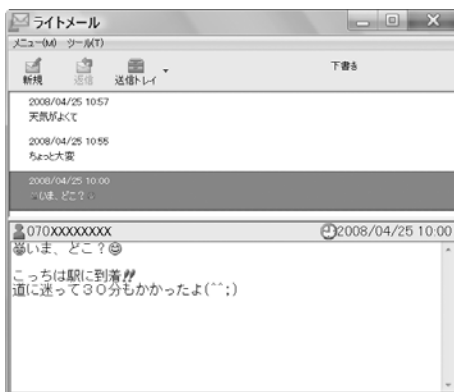 ライトメール
メニュー(M) ツール(T)
新規 返信 送信トレイ 下書き
2008/04/25 10:57
天気がよくて
2008/04/25 10:55
ちょっと大変
2008/04/25 10:00
いま、どこ？
070XXXXXXXX 2008/04/25 10:00
いま、どこ？
こっちは駅に到着!!
道に迷って３０分もかかったよ(^^;)